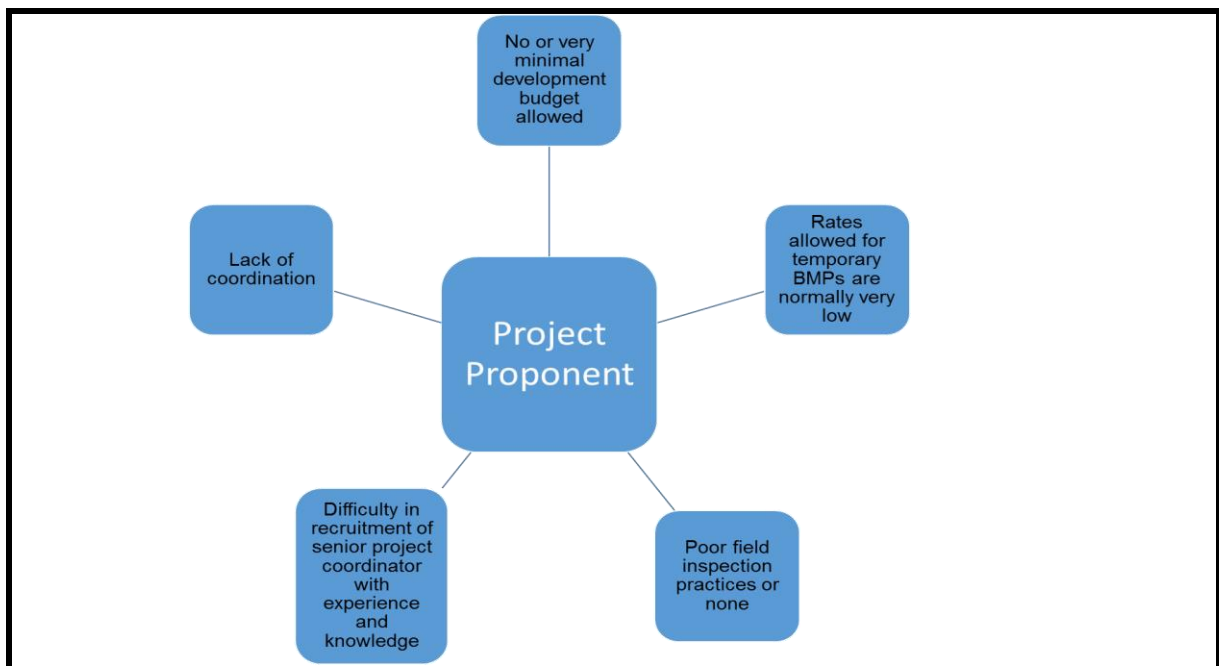 No or very
minimal
development
budget
allowed
Lack of
coordination
Rates
allowed for
temporary
BMPs are
normally very
low
Project
Proponent
Difficulty in
recruitment of
senior project
coordinator
with
experience
and
knowledge
Poor field
inspection
practices or
none